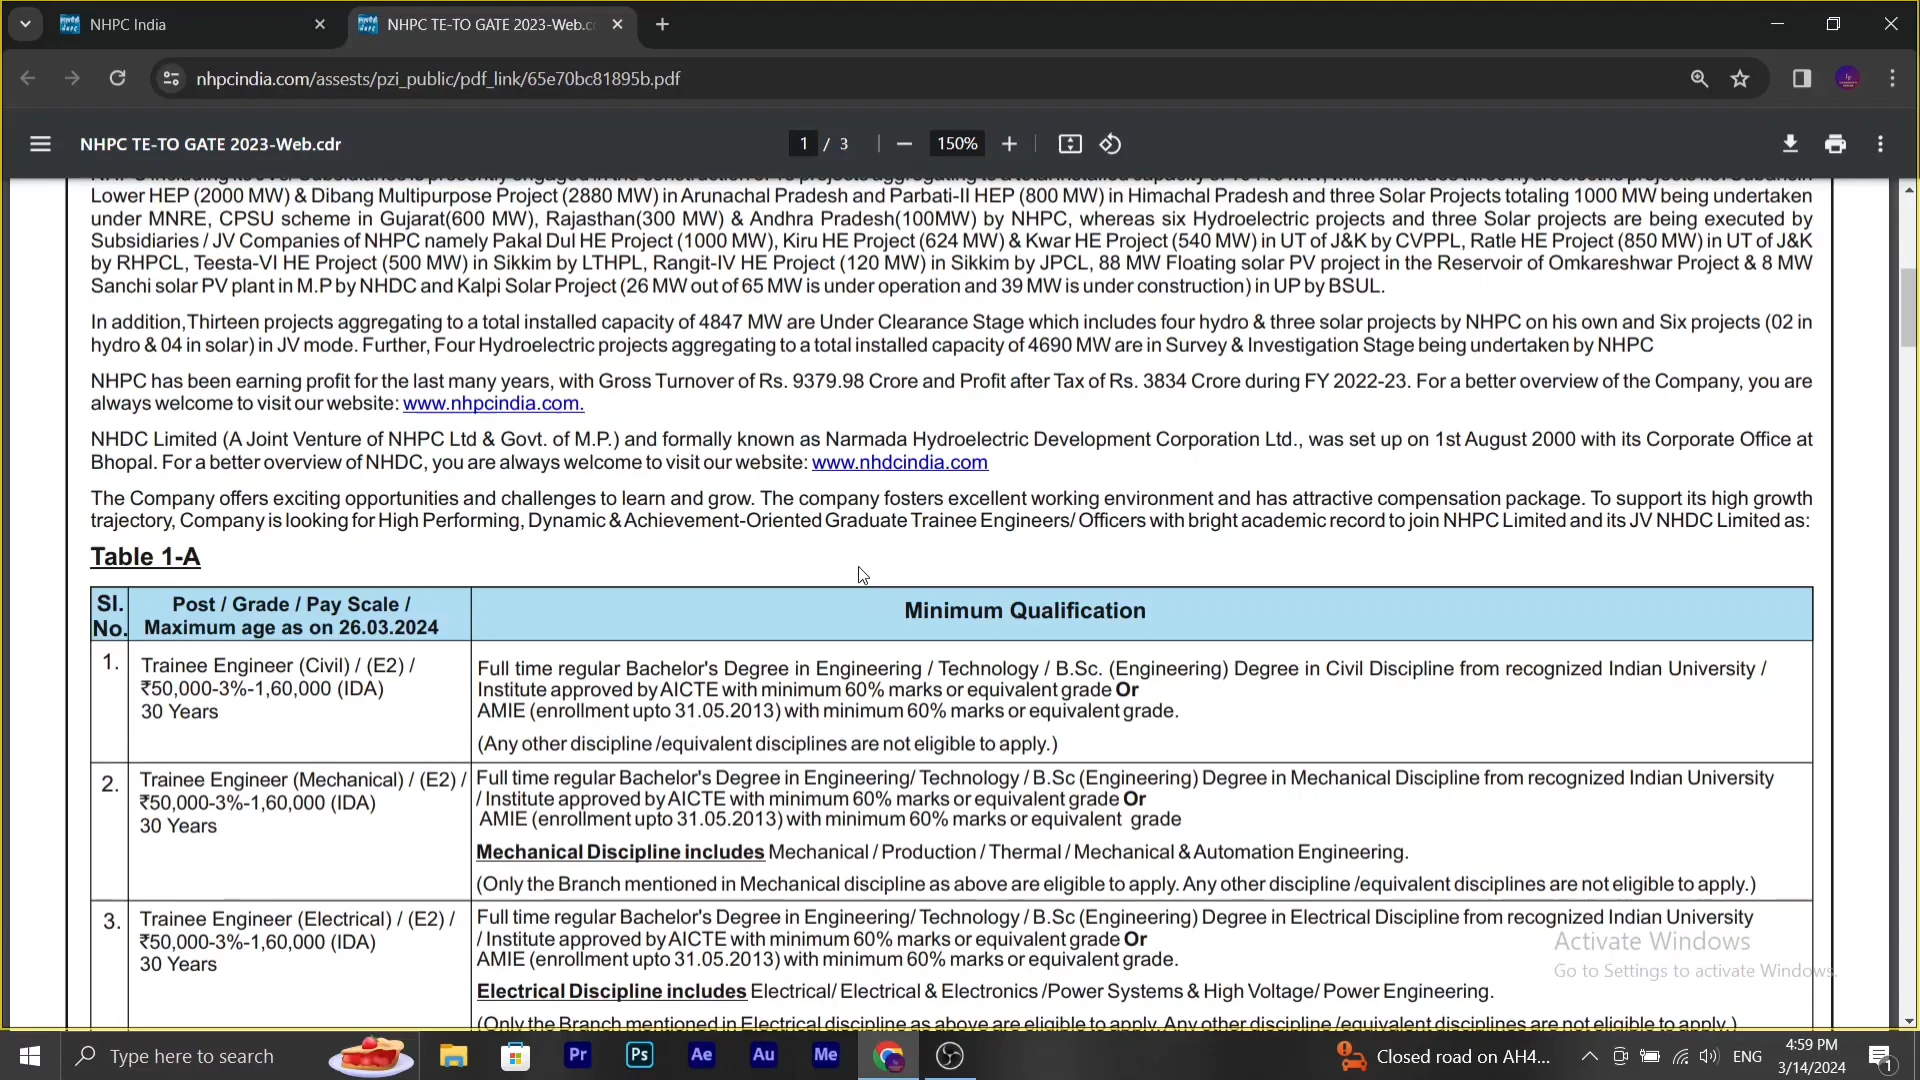 NHPC India
NHPC TE-TO GATE 2023-Web.c
nhpcindia.com/assests/pzi_public/pdf_link/65e70bc81895b.pdf
NHPC TE-TO GATE 2023-Web.cdr
1 / 3
150%
Lower HEP (2000 MW) & Dibang Multipurpose Project (2880 MW) in Arunachal Pradesh and Parbati-II HEP (800 MW) in Himachal Pradesh and three Solar Projects totaling 1000 MW being undertaken
under MNRE, CPSU scheme in Gujarat(600 MW), Rajasthan(300 MW) & Andhra Pradesh(100MW) by NHPC, whereas six Hydroelectric projects and three Solar projects are being executed by
Subsidiaries / JV Companies of NHPC namely Pakal Dul HE Project (1000 MW), Kiru HE Project (624 MW) & Kwar HE Project (540 MW) in UT of J&K by CVPPL, Ratle HE Project (850 MW) in UT of J&K
by RHPCL, Teesta-VI HE Project (500 MW) in Sikkim by LTHPL, Rangit-IV HE Project (120 MW) in Sikkim by JPCL, 88 MW Floating solar PV project in the Reservoir of Omkareshwar Project & 8 MW
Sanchi solar PV plant in M.P by NHDC and Kalpi Solar Project (26 MW out of 65 MW is under operation and 39 MW is under construction) in UP by BSUL.
In addition, Thirteen projects aggregating to a total installed capacity of 4847 MW are Under Clearance Stage which includes four hydro & three solar projects by NHPC on his own and Six projects (02 in
hydro & 04 in solar) in JV mode. Further, Four Hydroelectric projects aggregating to a total installed capacity of 4690 MW are in Survey & Investigation Stage being undertaken by NHPC
NHPC has been earning profit for the last many years, with Gross Turnover of Rs. 9379.98 Crore and Profit after Tax of Rs. 3834 Crore during FY 2022-23. For a better overview of the Company, you are
always welcome to visit our website: www.nhpcindia.com.
NHDC Limited (A Joint Venture of NHPC Ltd & Govt. of M.P.) and formally known as Narmada Hydroelectric Development Corporation Ltd., was set up on 1st August 2000 with its Corporate Office at
Bhopal. For a better overview of NHDC, you are always welcome to visit our website: www.nhdcindia.com
The Company offers exciting opportunities and challenges to learn and grow. The company fosters excellent working environment and has attractive compensation package. To support its high growth
trajectory, Company is looking for High Performing, Dynamic & Achievement-Oriented Graduate Trainee Engineers/ Officers with bright academic record to join NHPC Limited and its JV NHDC Limited as:
Table 1-A
Sl. No.
Post / Grade / Pay Scale /
Maximum age as on 26.03.2024
Minimum Qualification
1.
Trainee Engineer (Civil) / (E2) /
₹50,000-3%-1,60,000 (IDA)
30 Years
Full time regular Bachelor's Degree in Engineering / Technology / B.Sc. (Engineering) Degree in Civil Discipline from recognized Indian University /
Institute approved by AICTE with minimum 60% marks or equivalent grade Or
AMIE (enrollment upto 31.05.2013) with minimum 60% marks or equivalent grade.
(Any other discipline /equivalent disciplines are not eligible to apply.)
2.
Trainee Engineer (Mechanical) / (E2) /
₹50,000-3%-1,60,000 (IDA)
30 Years
Full time regular Bachelor's Degree in Engineering/ Technology / B.Sc (Engineering) Degree in Mechanical Discipline from recognized Indian University
/ Institute approved by AICTE with minimum 60% marks or equivalent grade Or
AMIE (enrollment upto 31.05.2013) with minimum 60% marks or equivalent grade
Mechanical Discipline includes Mechanical / Production / Thermal / Mechanical & Automation Engineering.
(Only the Branch mentioned in Mechanical discipline as above are eligible to apply. Any other discipline /equivalent disciplines are not eligible to apply.)
3.
Trainee Engineer (Electrical) / (E2) /
₹50,000-3%-1,60,000 (IDA)
30 Years
Full time regular Bachelor's Degree in Engineering/ Technology / B.Sc (Engineering) Degree in Electrical Discipline from recognized Indian University
/ Institute approved by AICTE with minimum 60% marks or equivalent grade Or
AMIE (enrollment upto 31.05.2013) with minimum 60% marks or equivalent grade.
Electrical Discipline includes Electrical/ Electrical & Electronics /Power Systems & High Voltage/ Power Engineering.
(Only the Branch mentioned in Electrical discipline as above are eligible to apply. Any other discipline /equivalent disciplines are not eligible to apply.)
Activate Windows
Go to Settings to activate Windows.
Type here to search
Pr
Ps
Ae
Au
Me
Closed road on AH4...
ENG
4:59 PM
3/14/2024
1